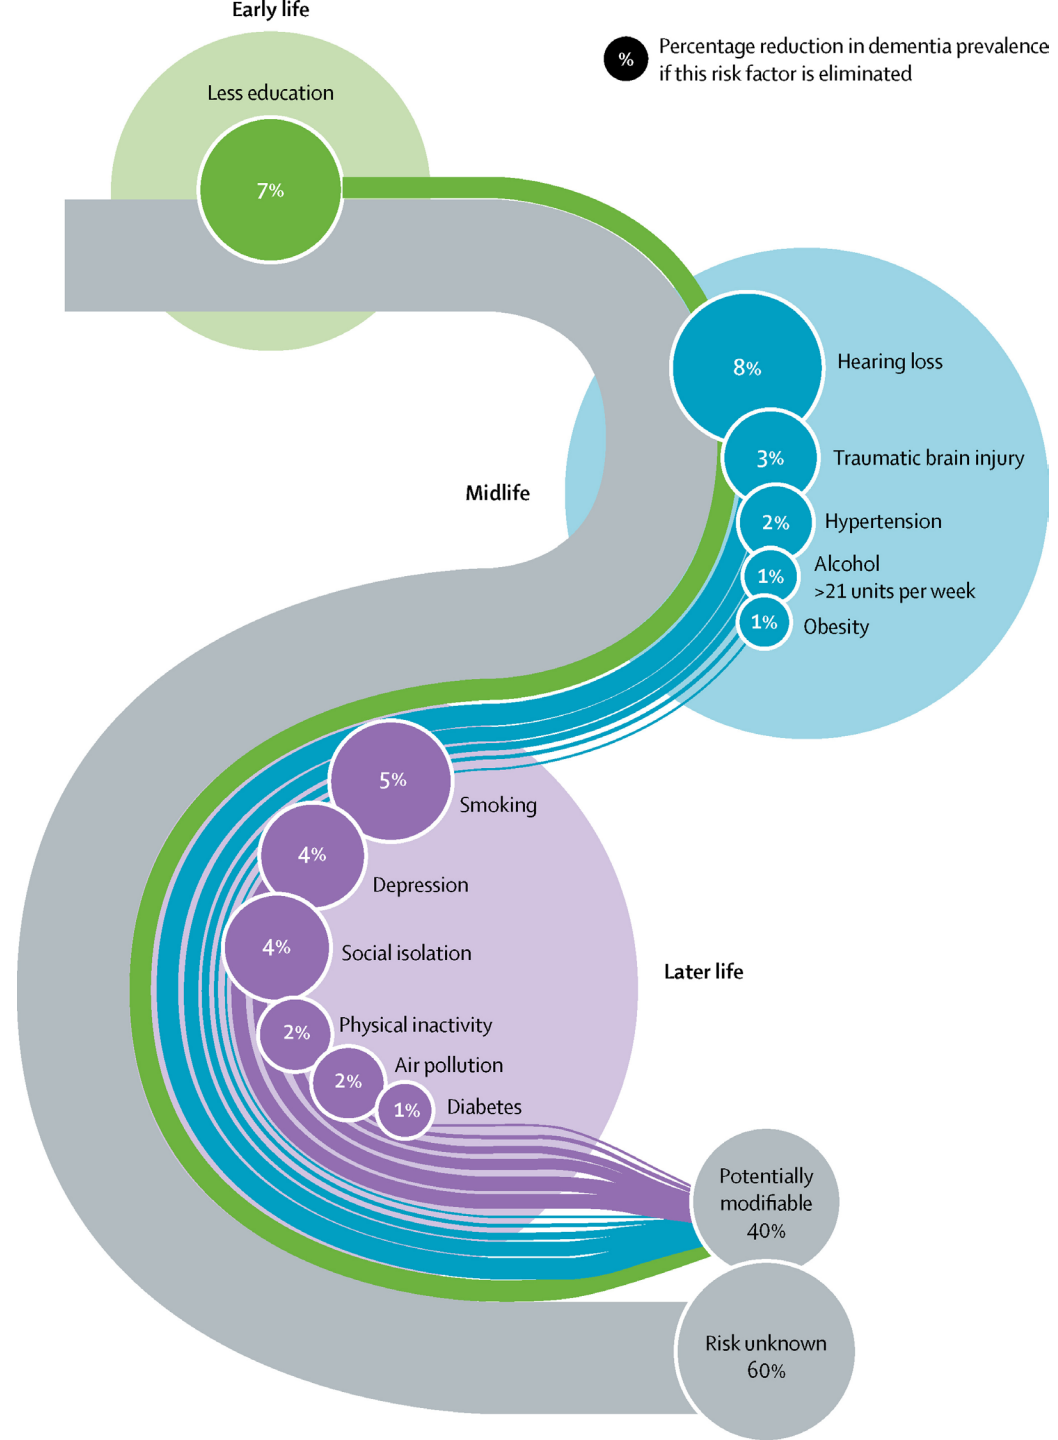 Early life
%
Percentage reduction in dementia prevalence
if this risk factor is eliminated
Less education
7%
8%
Hearing loss
3%
Traumatic brain injury
Midlife
2%
Hypertension
1%
Alcohol
>21 units per week
1%
Obesity
5%
Smoking
4%
Depression
4%
Social isolation
Later life
2%
Physical inactivity
2%
Air pollution
1%
Diabetes
Potentially
modifiable
40%
Risk unknown
60%